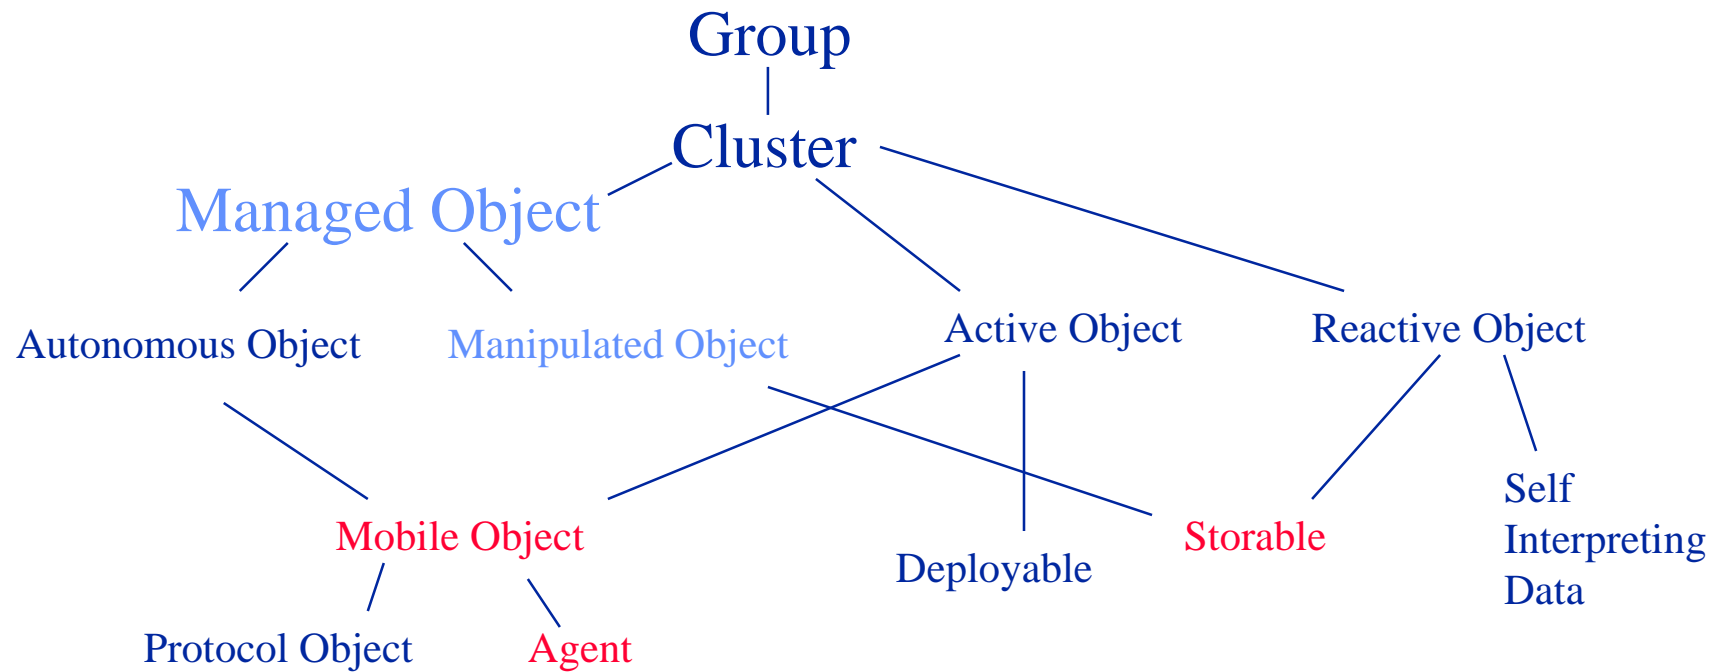 Group
Cluster
Managed Object
Autonomous Object
Manipulated Object
Active Object
Reactive Object
Mobile Object
Deployable
Storable
Self
Interpreting
Data
Protocol Object
Agent